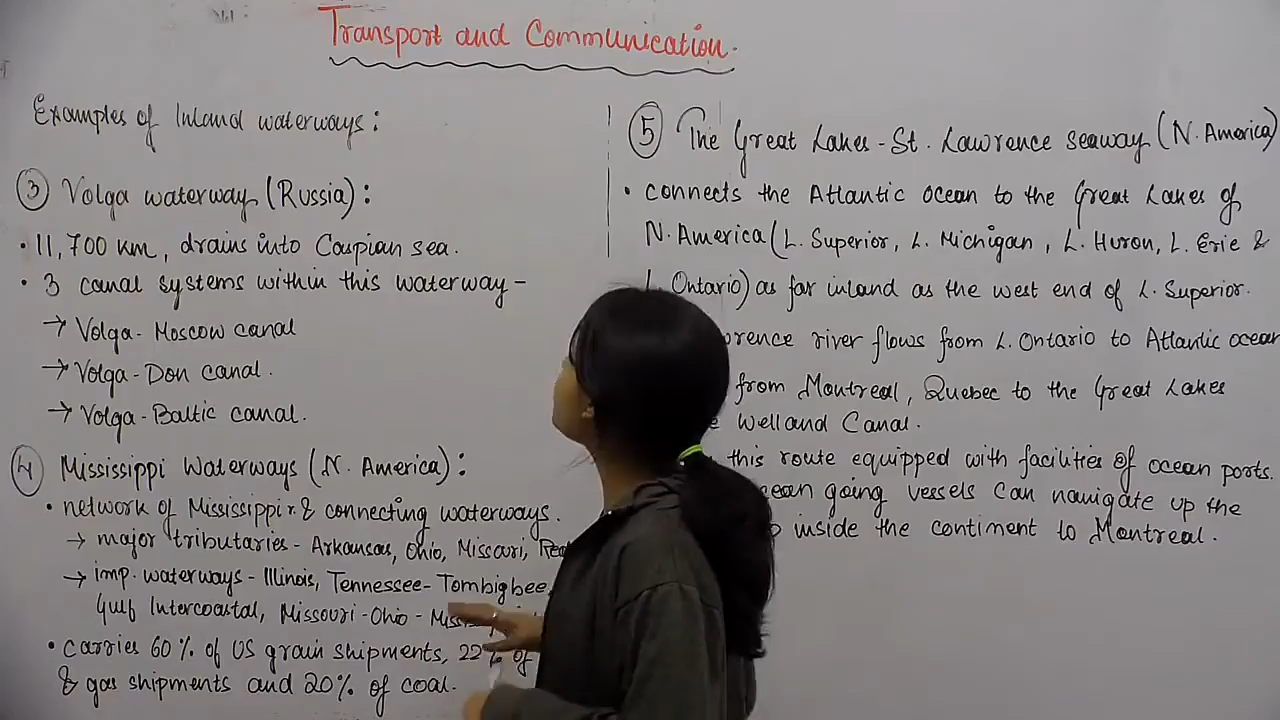 Transport and Communication.
Examples of Inland waterways:
③ Volga waterway (Russia):
• 11,700 km, drains into Caspian sea.
• 3 canal systems within this waterway -
→ Volga - Moscow canal
→ Volga - Don canal.
→ Volga - Baltic canal.
④ Mississippi Waterways (N. America):
• network of Mississippi r. & connecting waterways.
→ major tributaries - Arkansas, Ohio, Missouri,
→ imp. waterways - Illinois, Tennessee - Tombigbee,
Gulf Intercoastal, Missouri - Ohio -
• carries 60% of US grain shipments, 22% of
& gas shipments and 20% of coal.
⑤ The Great Lakes - St. Lawrence seaway (N. America)
• connects the Atlantic ocean to the Great Lakes of
N. America (L. Superior, L. Michigan, L. Huron, L. Erie &
L. Ontario) as far inland as the west end of L. Superior.
river flows from L. Ontario to Atlantic ocean
from Montreal, Quebec to the Great Lakes
Welland Canal.
this route equipped with facilities of ocean ports.
going vessels can navigate up the
inside the continent to Montreal.